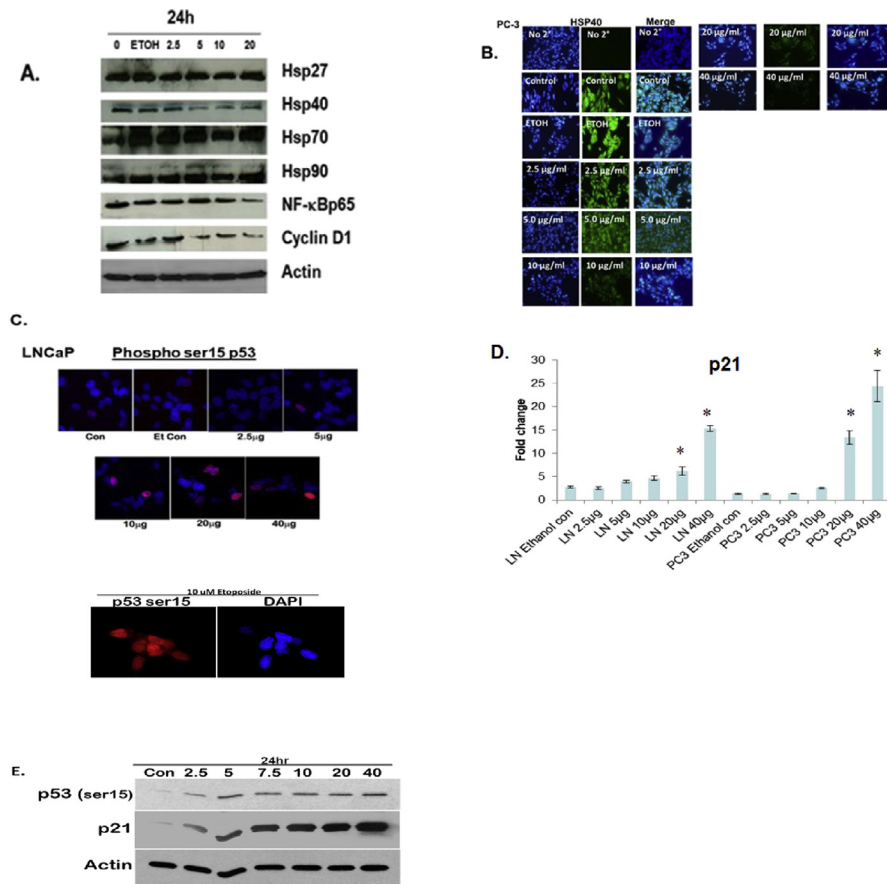 24h
0 ETOH 2.5 5 10 20
A.
Hsp27
Hsp40
Hsp70
Hsp90
NF-κBp65
Cyclin D1
Actin
PC-3 HSP40 Merge
B.
No 2° No 2° No 2°
Control Control Control
ETOH ETOH ETOH
2.5 µg/ml 2.5 µg/ml 2.5 µg/ml
5.0 µg/ml 5.0 µg/ml 5.0 µg/ml
10 µg/ml 10 µg/ml 10 µg/ml
20 µg/ml 20 µg/ml 20 µg/ml
40 µg/ml 40 µg/ml 40 µg/ml
C.
LNCaP Phospho ser15 p53
Con Et Con 2.5µg 5µg
10µg 20µg 40µg
10 uM Etoposide
p53 ser15 DAPI
D.
p21
Fold change
30
25
20
15
10
5
0
* * * *
LN Ethanol con
LN 2.5µg
LN 5µg
LN 10µg
LN 20µg
LN 40µg
PC3 Ethanol con
PC3 2.5µg
PC3 5µg
PC3 10µg
PC3 20µg
PC3 40µg
E.
24hr
Con 2.5 5 7.5 10 20 40
p53 (ser15)
p21
Actin